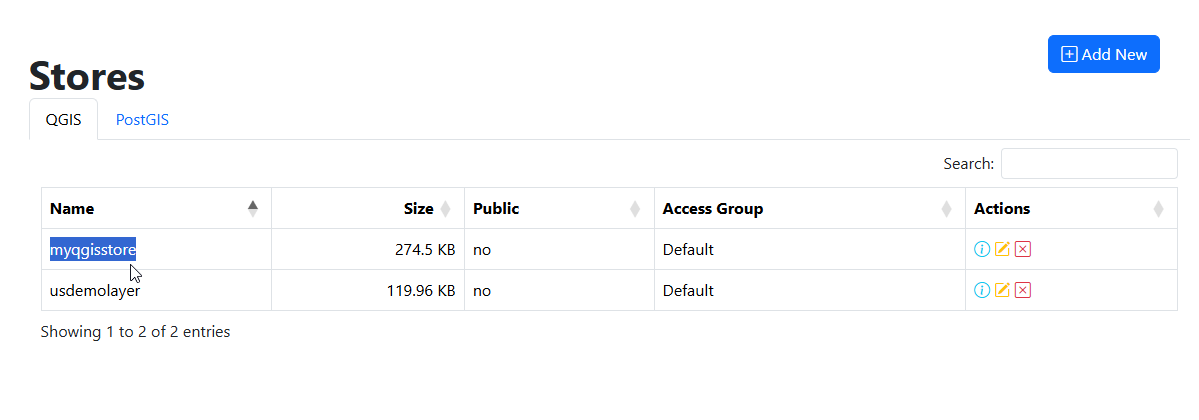 Add New
Stores
QGIS PostGIS
Search:
Name Size Public Access Group Actions
myqgisstore 274.5 KB no Default
usdemolayer 119.96 KB no Default
Showing 1 to 2 of 2 entries